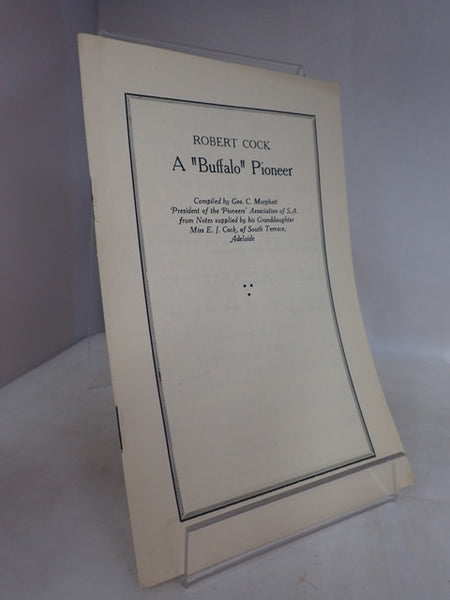 ROBERT COCK
A "Buffalo" Pioneer
Compiled by Geo. C. Morphett
President of the Pioneers' Association of S.A.
from Notes supplied by his Granddaughter
Miss E. J. Cock, of South Terrace,
Adelaide